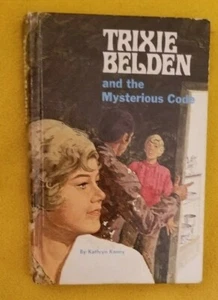 TRIXIE
BELDEN
and the
Mysterious Code
By Kathryn Kenny